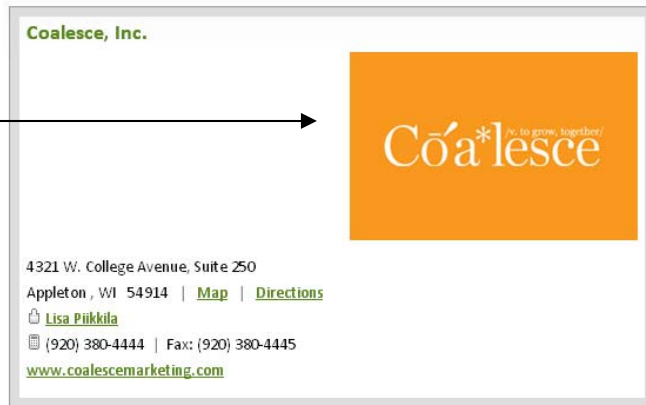 Coalesce, Inc.
Cōa*lesce /v. to grow, together/
4321 W. College Avenue, Suite 250
Appleton , WI 54914 | Map | Directions
Lisa Piikkila
(920) 380-4444 | Fax: (920) 380-4445
www.coalescemarketing.com